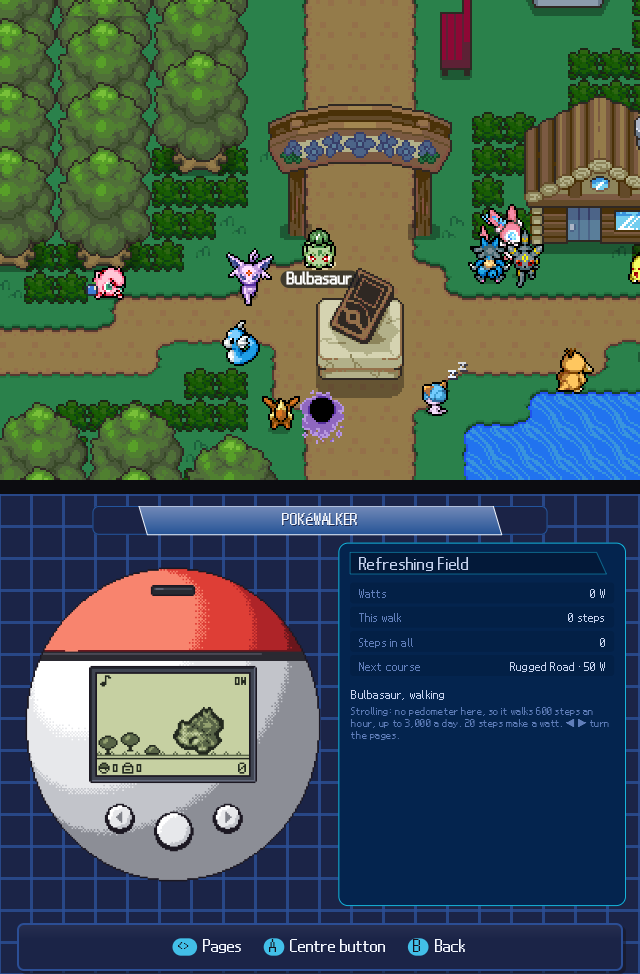 Bulbasaur
z z
POKéWALKER
Refreshing Field
Watts 0 W
This walk 0 steps
Steps in all 0
Next course Rugged Road · 50 W
0W
0 0 0
Bulbasaur, walking
Strolling: no pedometer here, so it walks 600 steps an
hour, up to 3,000 a day. 20 steps make a watt. ◀ ▶ turn
the pages.
<> Pages A Centre button B Back